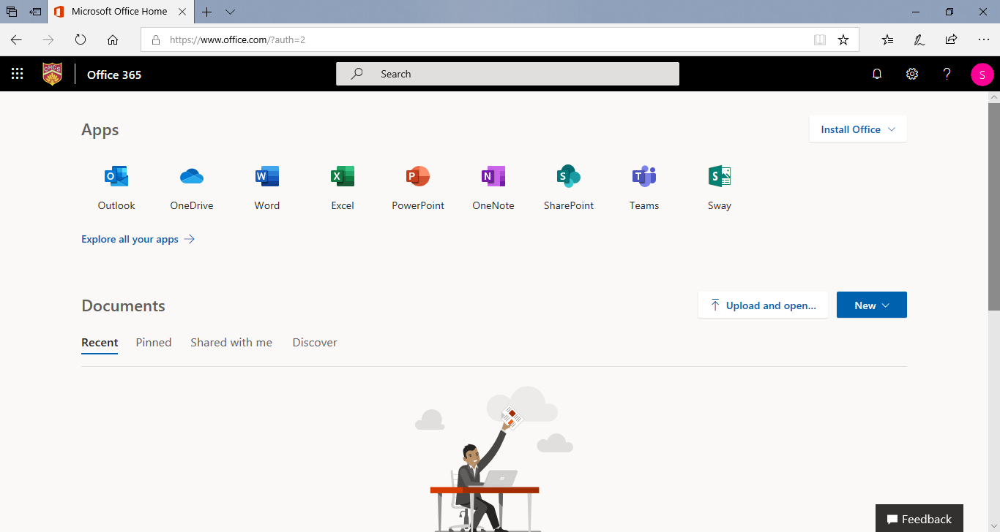 Microsoft Office Home
https://www.office.com/?auth=2
CHCS
Office 365
Search
?
S
Apps
Install Office
O
W
X
P
N
S
T
S
Outlook
OneDrive
Word
Excel
PowerPoint
OneNote
SharePoint
Teams
Sway
Explore all your apps
Documents
Upload and open...
New
Recent
Pinned
Shared with me
Discover
Feedback